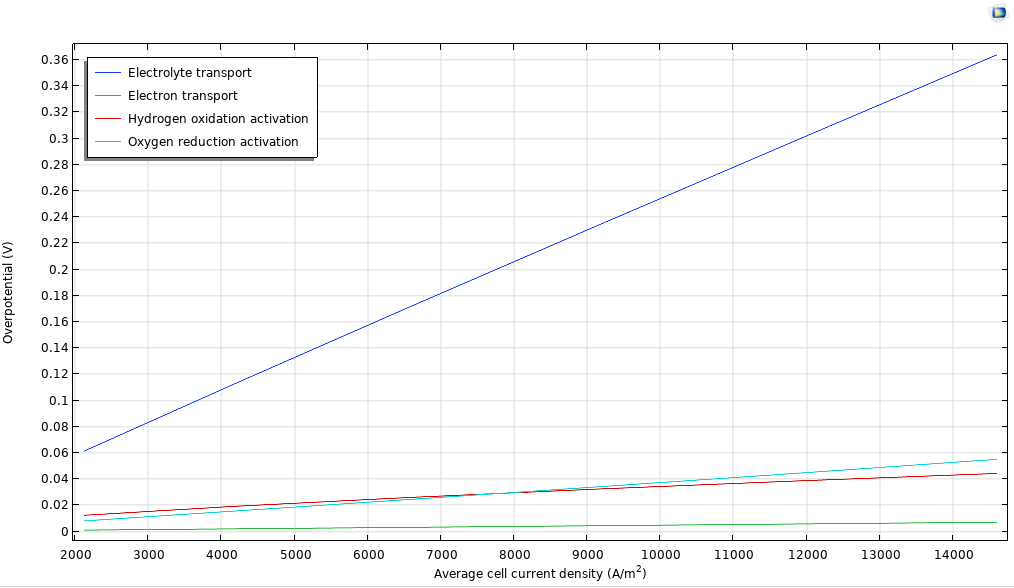 Electrolyte transport
Electron transport
Hydrogen oxidation activation
Oxygen reduction activation
0.36
0.34
0.32
0.3
0.28
0.26
0.24
0.22
0.2
0.18
0.16
0.14
0.12
0.1
0.08
0.06
0.04
0.02
0
Overpotential (V)
2000 3000 4000 5000 6000 7000 8000 9000 10000 11000 12000 13000 14000
Average cell current density (A/m²)